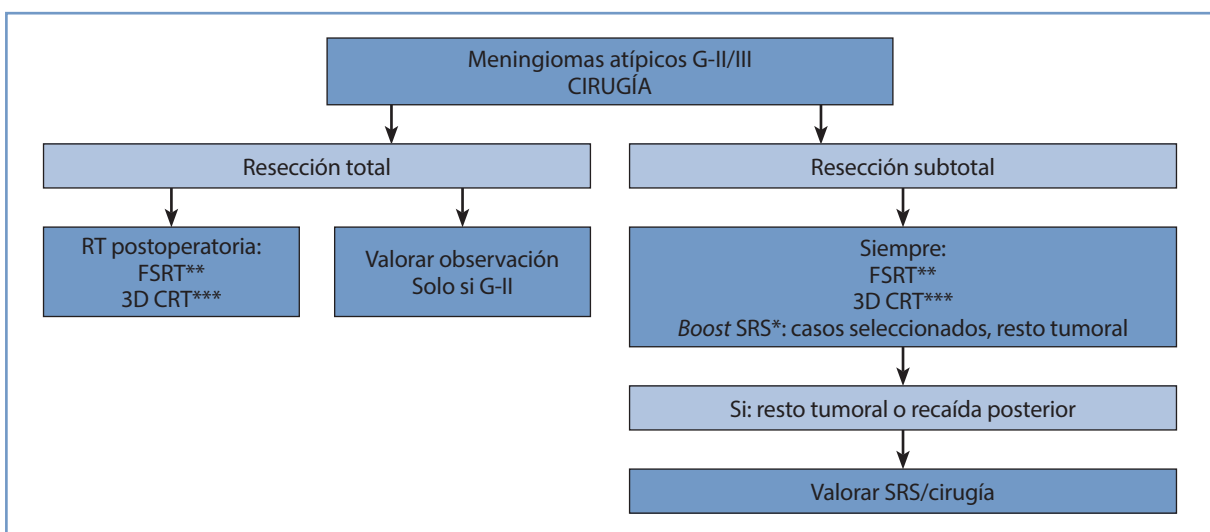 Meningiomas atípicos G-II/III
CIRUGÍA
Resección total
Resección subtotal
RT postoperatoria:
FSRT**
3D CRT***
Valorar observación
Solo si G-II
Siempre:
FSRT**
3D CRT***
Boost SRS*: casos seleccionados, resto tumoral
Si: resto tumoral o recaída posterior
Valorar SRS/cirugía